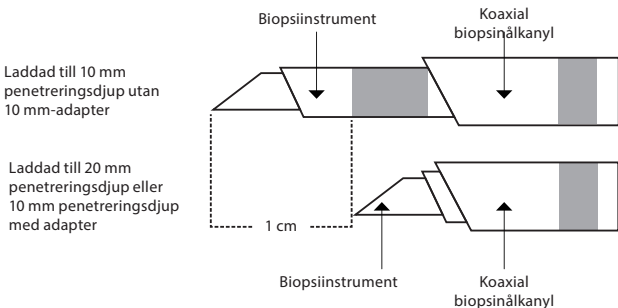 Biopsiinstrument
Koaxial
biopsinålkanyl
Laddad till 10 mm
penetreringsdjup utan
10 mm-adapter
Laddad till 20 mm
penetreringsdjup eller
10 mm penetreringsdjup
med adapter
1 cm
Biopsiinstrument
Koaxial
biopsinålkanyl